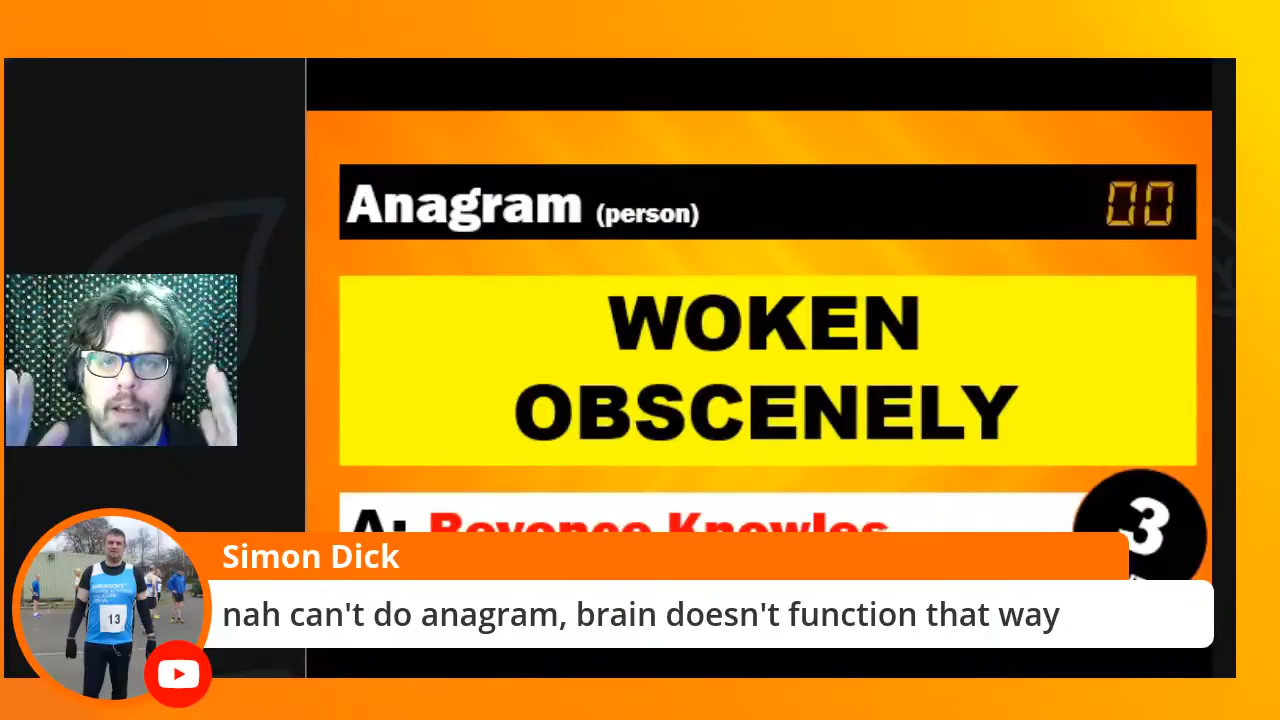 Anagram (person) 00
WOKEN
OBSCENELY
A: Beyonce Knowles
3
Simon Dick
nah can't do anagram, brain doesn't function that way
13